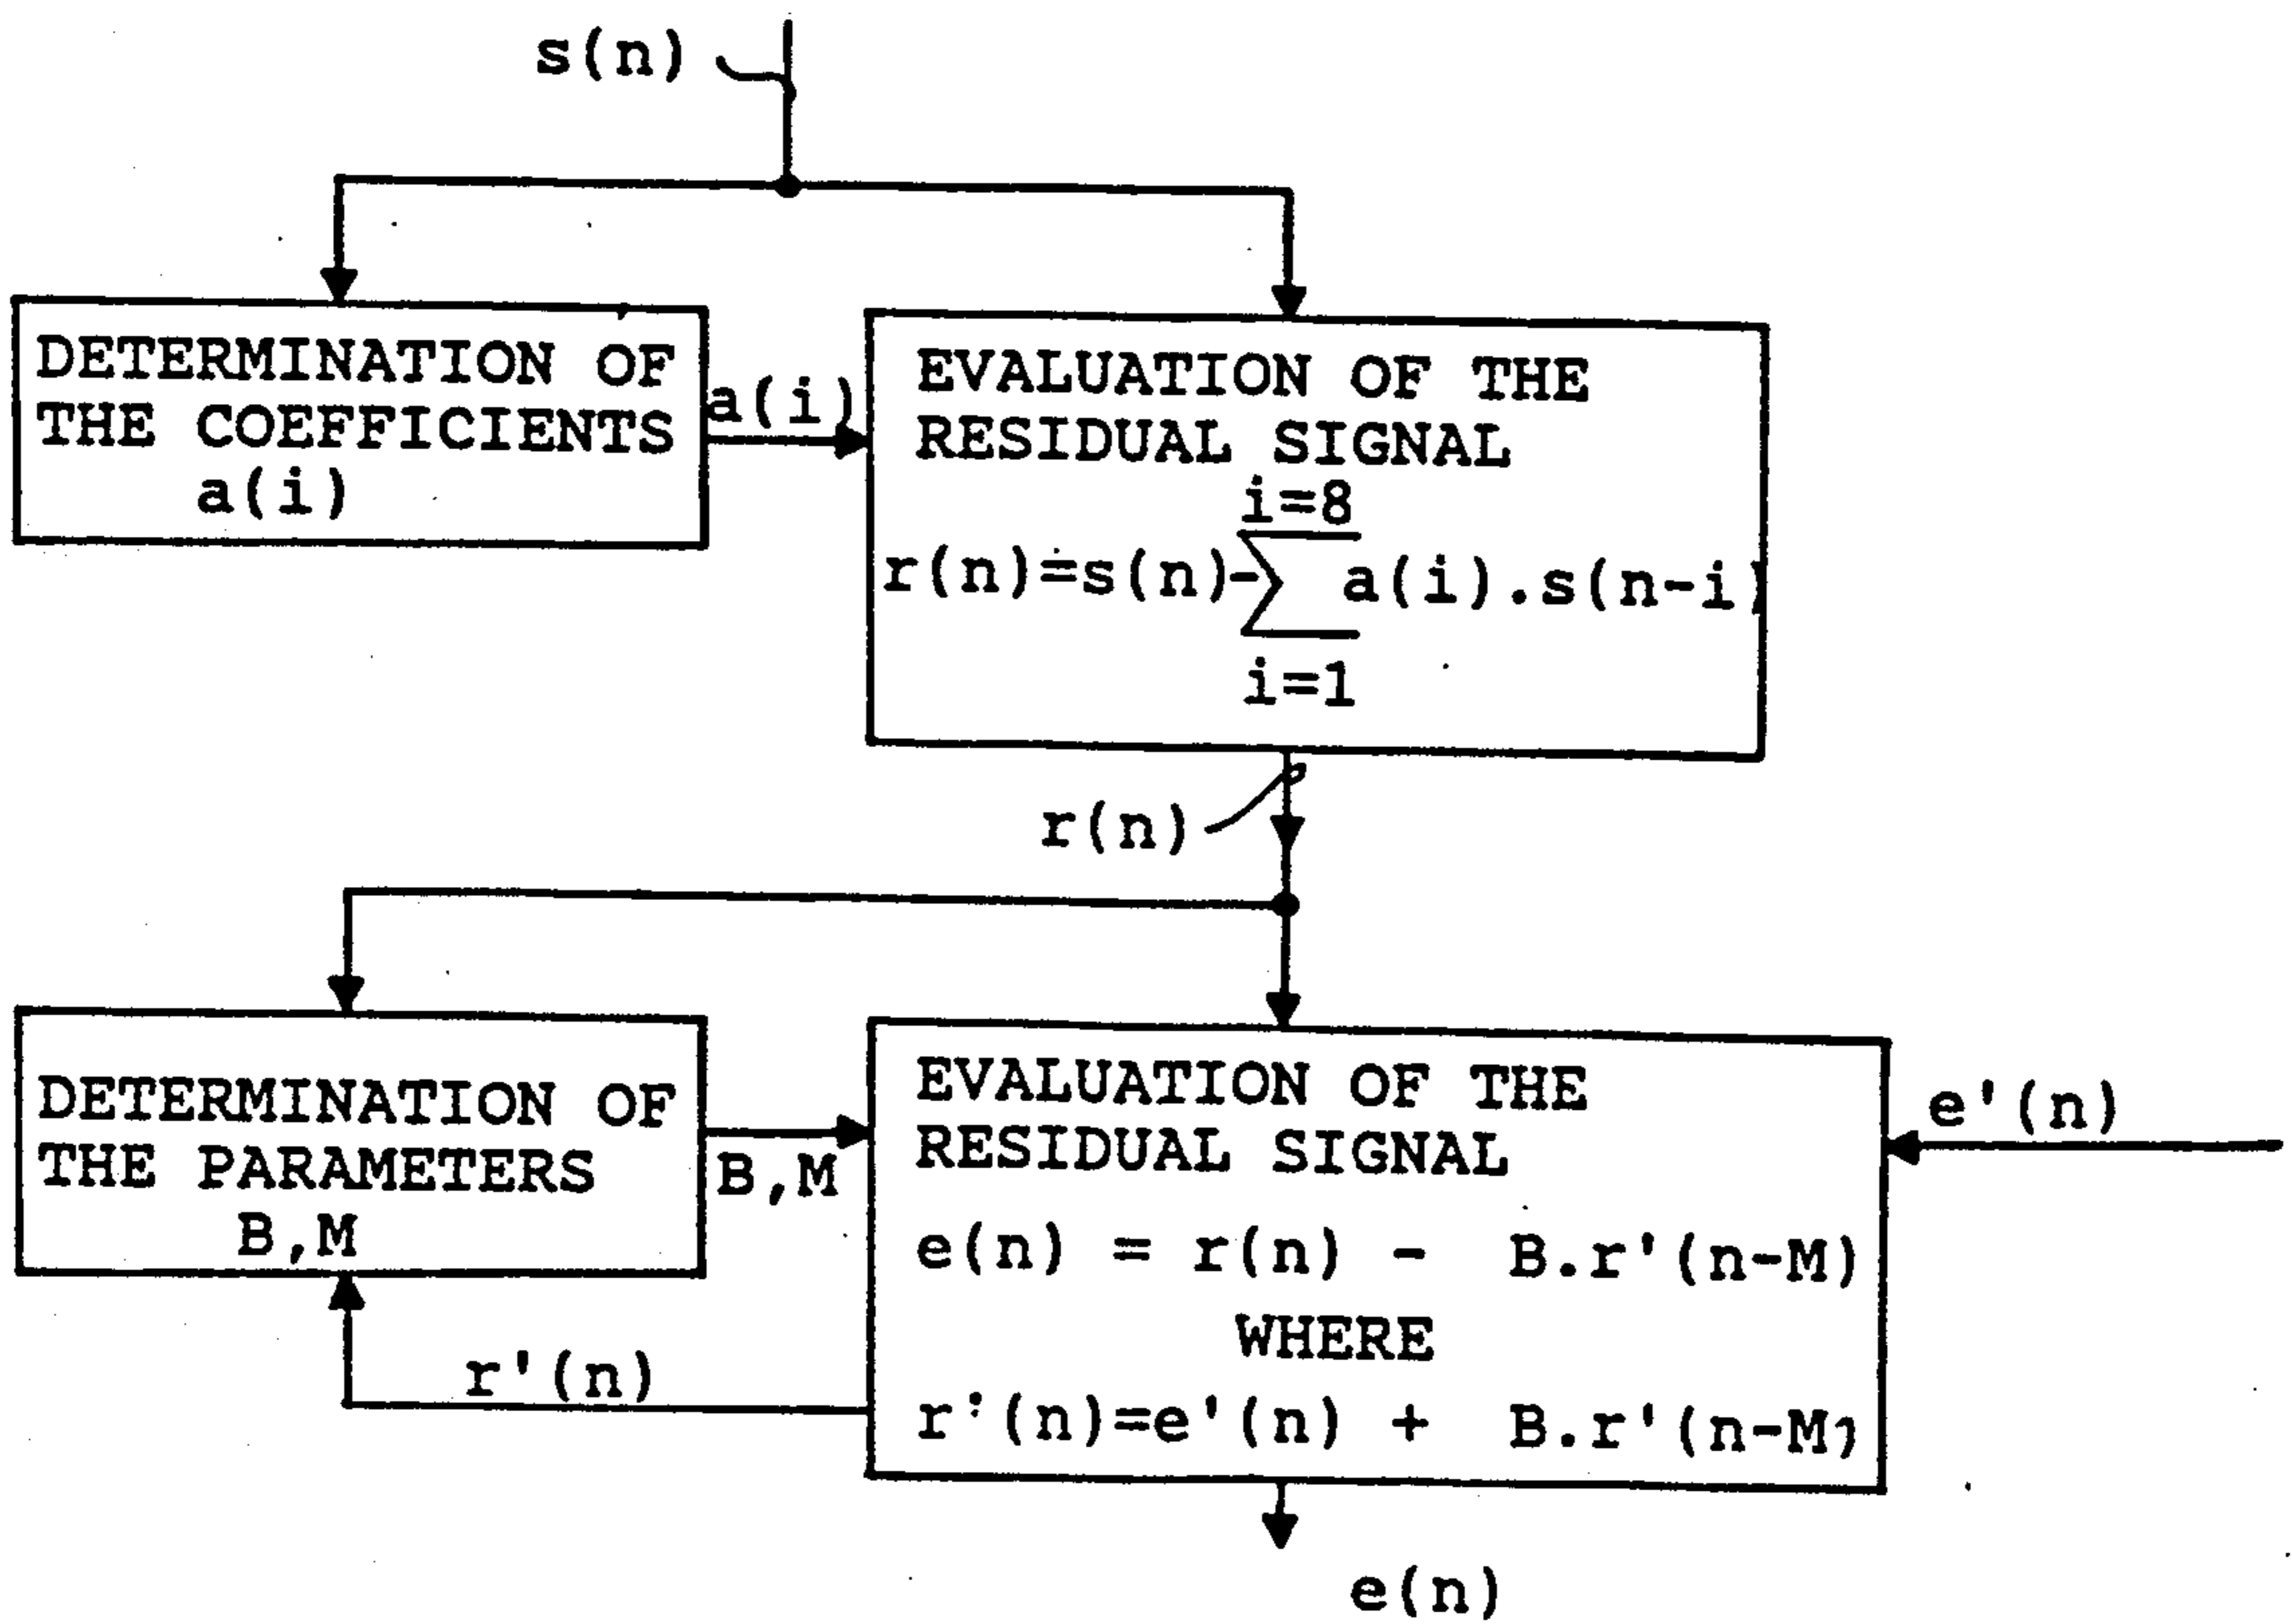 s(n)
DETERMINATION OF
THE COEFFICIENTS
a(i)
a(i)
EVALUATION OF THE
RESIDUAL SIGNAL
i=8
r(n)=s(n)-∑ a(i).s(n-i)
i=1
r(n)
DETERMINATION OF
THE PARAMETERS
B,M
B,M
EVALUATION OF THE
RESIDUAL SIGNAL
e(n) = r(n) - B.r'(n-M)
WHERE
r'(n)=e'(n) + B.r'(n-M)
e'(n)
r'(n)
e(n)